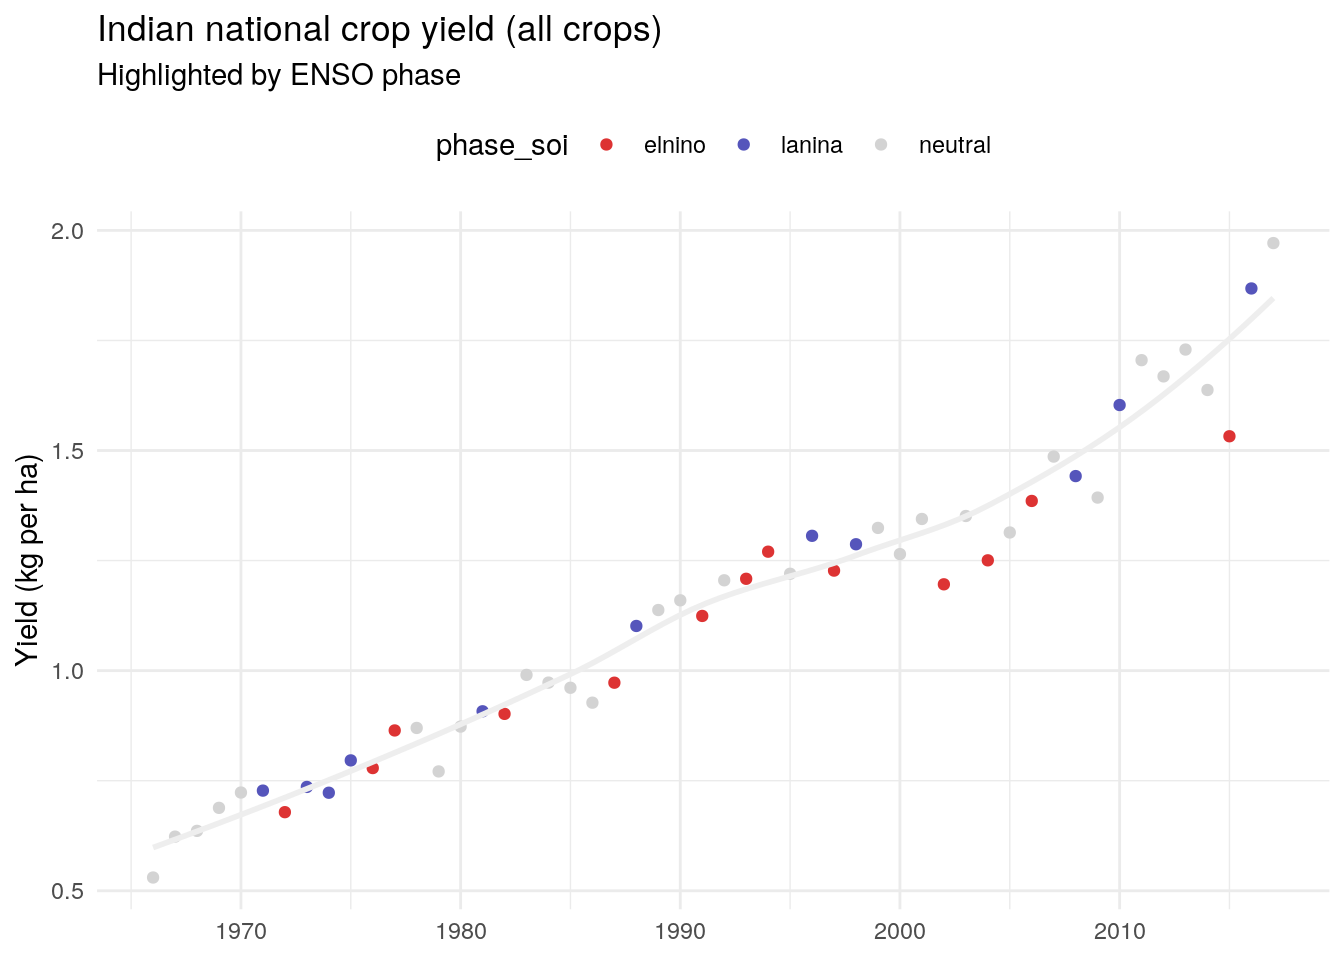 Indian national crop yield (all crops)
Highlighted by ENSO phase
phase_soi elnino lanina neutral
2.0
1.5
1.0
0.5
Yield (kg per ha)
1970 1980 1990 2000 2010